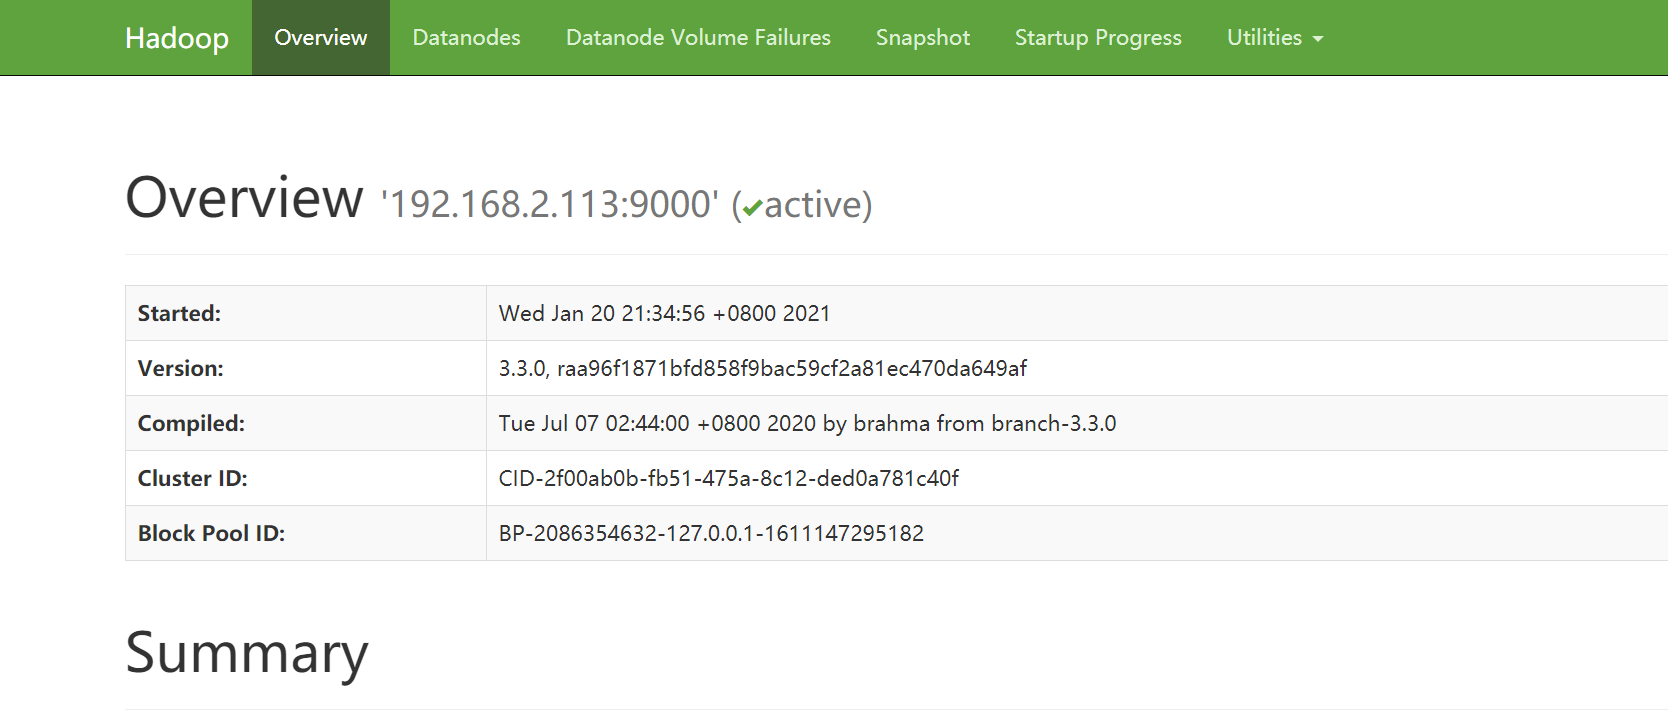 Hadoop Overview Datanodes Datanode Volume Failures Snapshot Startup Progress Utilities
Overview '192.168.2.113:9000' (✔active)
Started: Wed Jan 20 21:34:56 +0800 2021
Version: 3.3.0, raa96f1871bfd858f9bac59cf2a81ec470da649af
Compiled: Tue Jul 07 02:44:00 +0800 2020 by brahma from branch-3.3.0
Cluster ID: CID-2f00ab0b-fb51-475a-8c12-ded0a781c40f
Block Pool ID: BP-2086354632-127.0.0.1-1611147295182
Summary